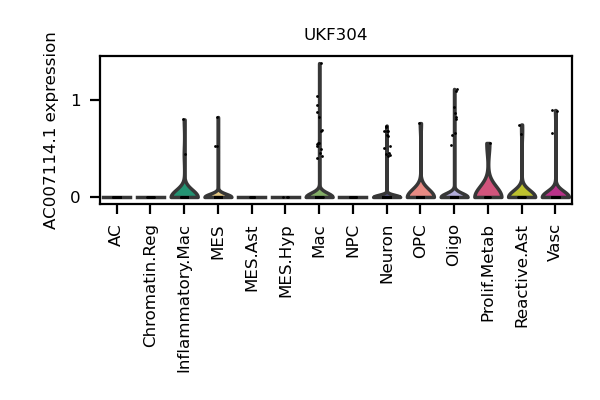 UKF304
AC007114.1 expression
1
0
AC
Chromatin.Reg
Inflammatory.Mac
MES
MES.Ast
MES.Hyp
Mac
NPC
Neuron
OPC
Oligo
Prolif.Metab
Reactive.Ast
Vasc